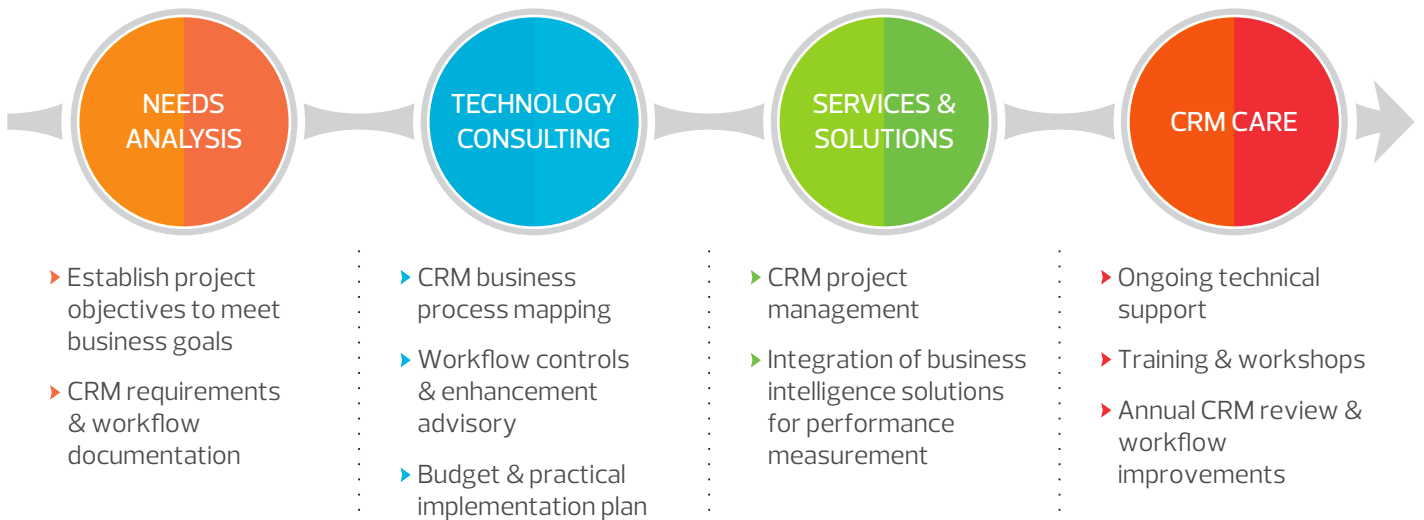 NEEDS
ANALYSIS
TECHNOLOGY
CONSULTING
SERVICES &
SOLUTIONS
CRM CARE
Establish project
objectives to meet
business goals
CRM requirements
& workflow
documentation
CRM business
process mapping
Workflow controls
& enhancement
advisory
Budget & practical
implementation plan
CRM project
management
Integration of business
intelligence solutions
for performance
measurement
Ongoing technical
support
Training & workshops
Annual CRM review &
workflow
improvements